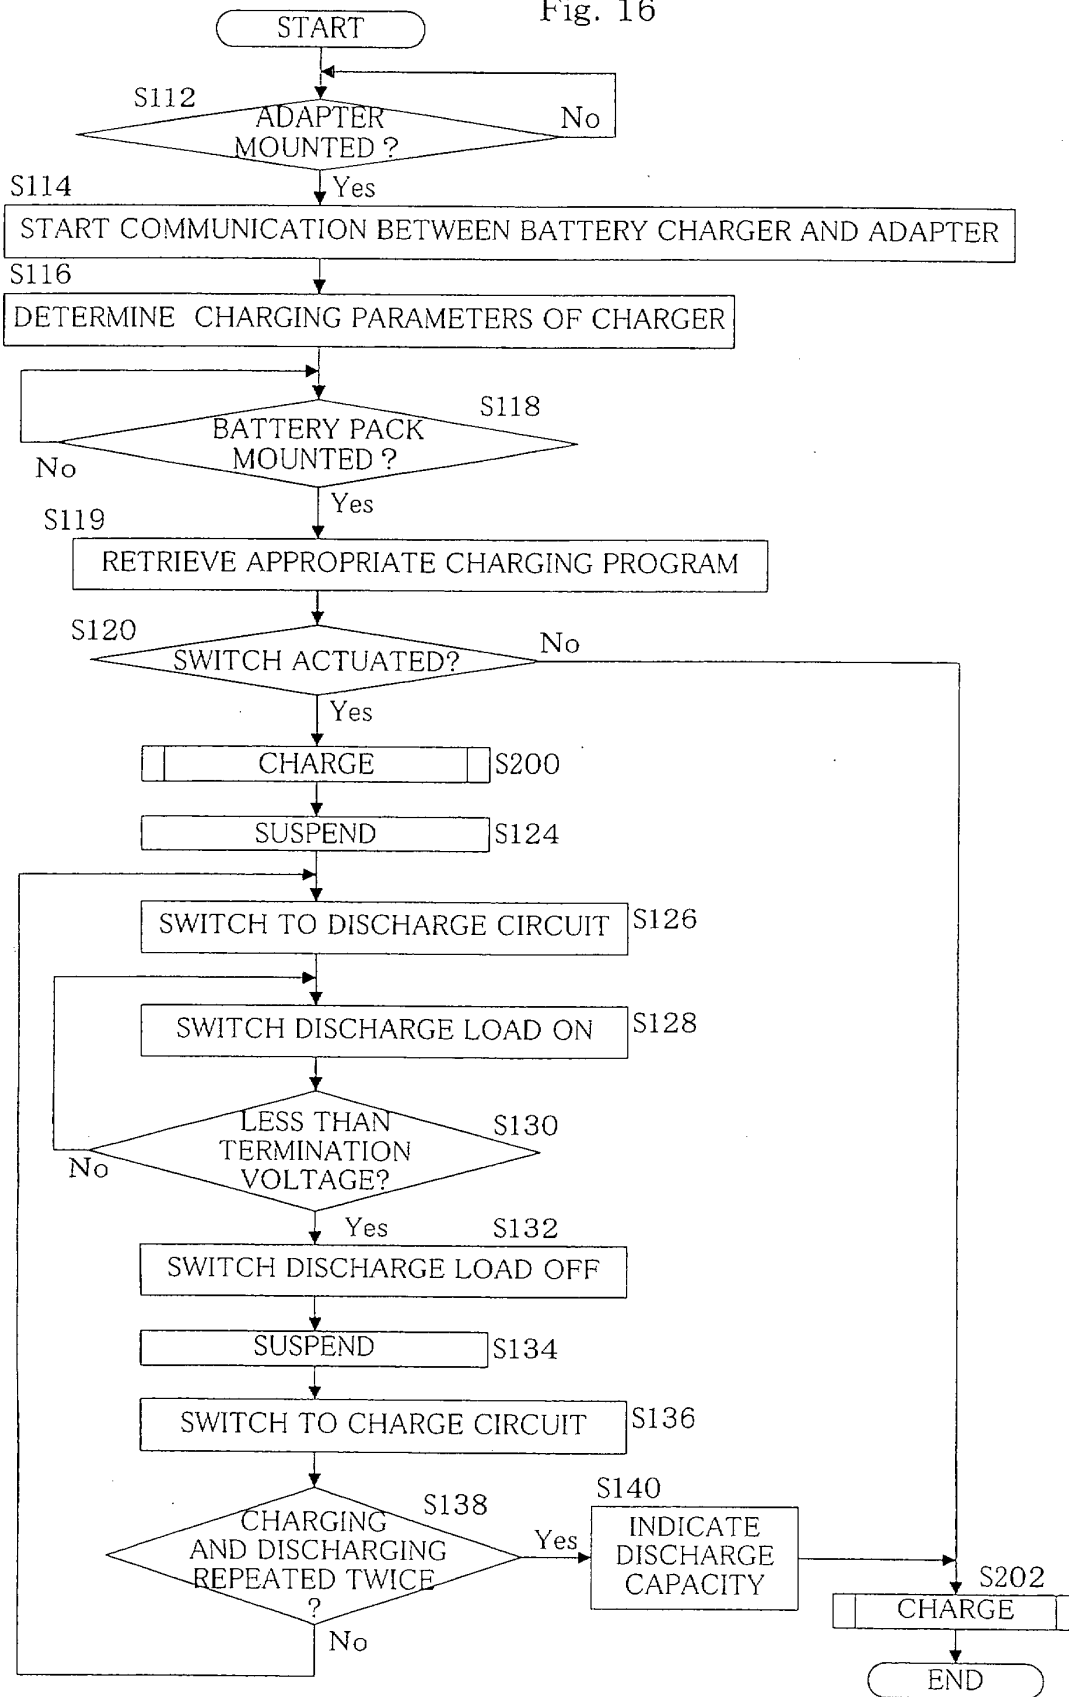 Fig. 16
START
S112
ADAPTER
MOUNTED ?
No
Yes
S114
START COMMUNICATION BETWEEN BATTERY CHARGER AND ADAPTER
S116
DETERMINE CHARGING PARAMETERS OF CHARGER
S118
BATTERY PACK
MOUNTED ?
No
Yes
S119
RETRIEVE APPROPRIATE CHARGING PROGRAM
S120
SWITCH ACTUATED?
No
Yes
CHARGE
S200
SUSPEND
S124
SWITCH TO DISCHARGE CIRCUIT
S126
SWITCH DISCHARGE LOAD ON
S128
LESS THAN
TERMINATION
VOLTAGE?
S130
No
Yes
S132
SWITCH DISCHARGE LOAD OFF
SUSPEND
S134
SWITCH TO CHARGE CIRCUIT
S136
S138
CHARGING
AND DISCHARGING
REPEATED TWICE
?
Yes
No
S140
INDICATE
DISCHARGE
CAPACITY
S202
CHARGE
END